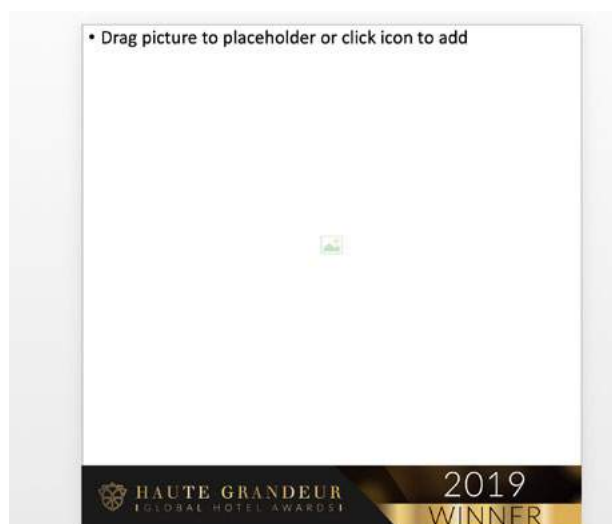 • Drag picture to placeholder or click icon to add
HAUTE GRANDEUR
GLOBAL HOTEL AWARDS
2019
WINNER